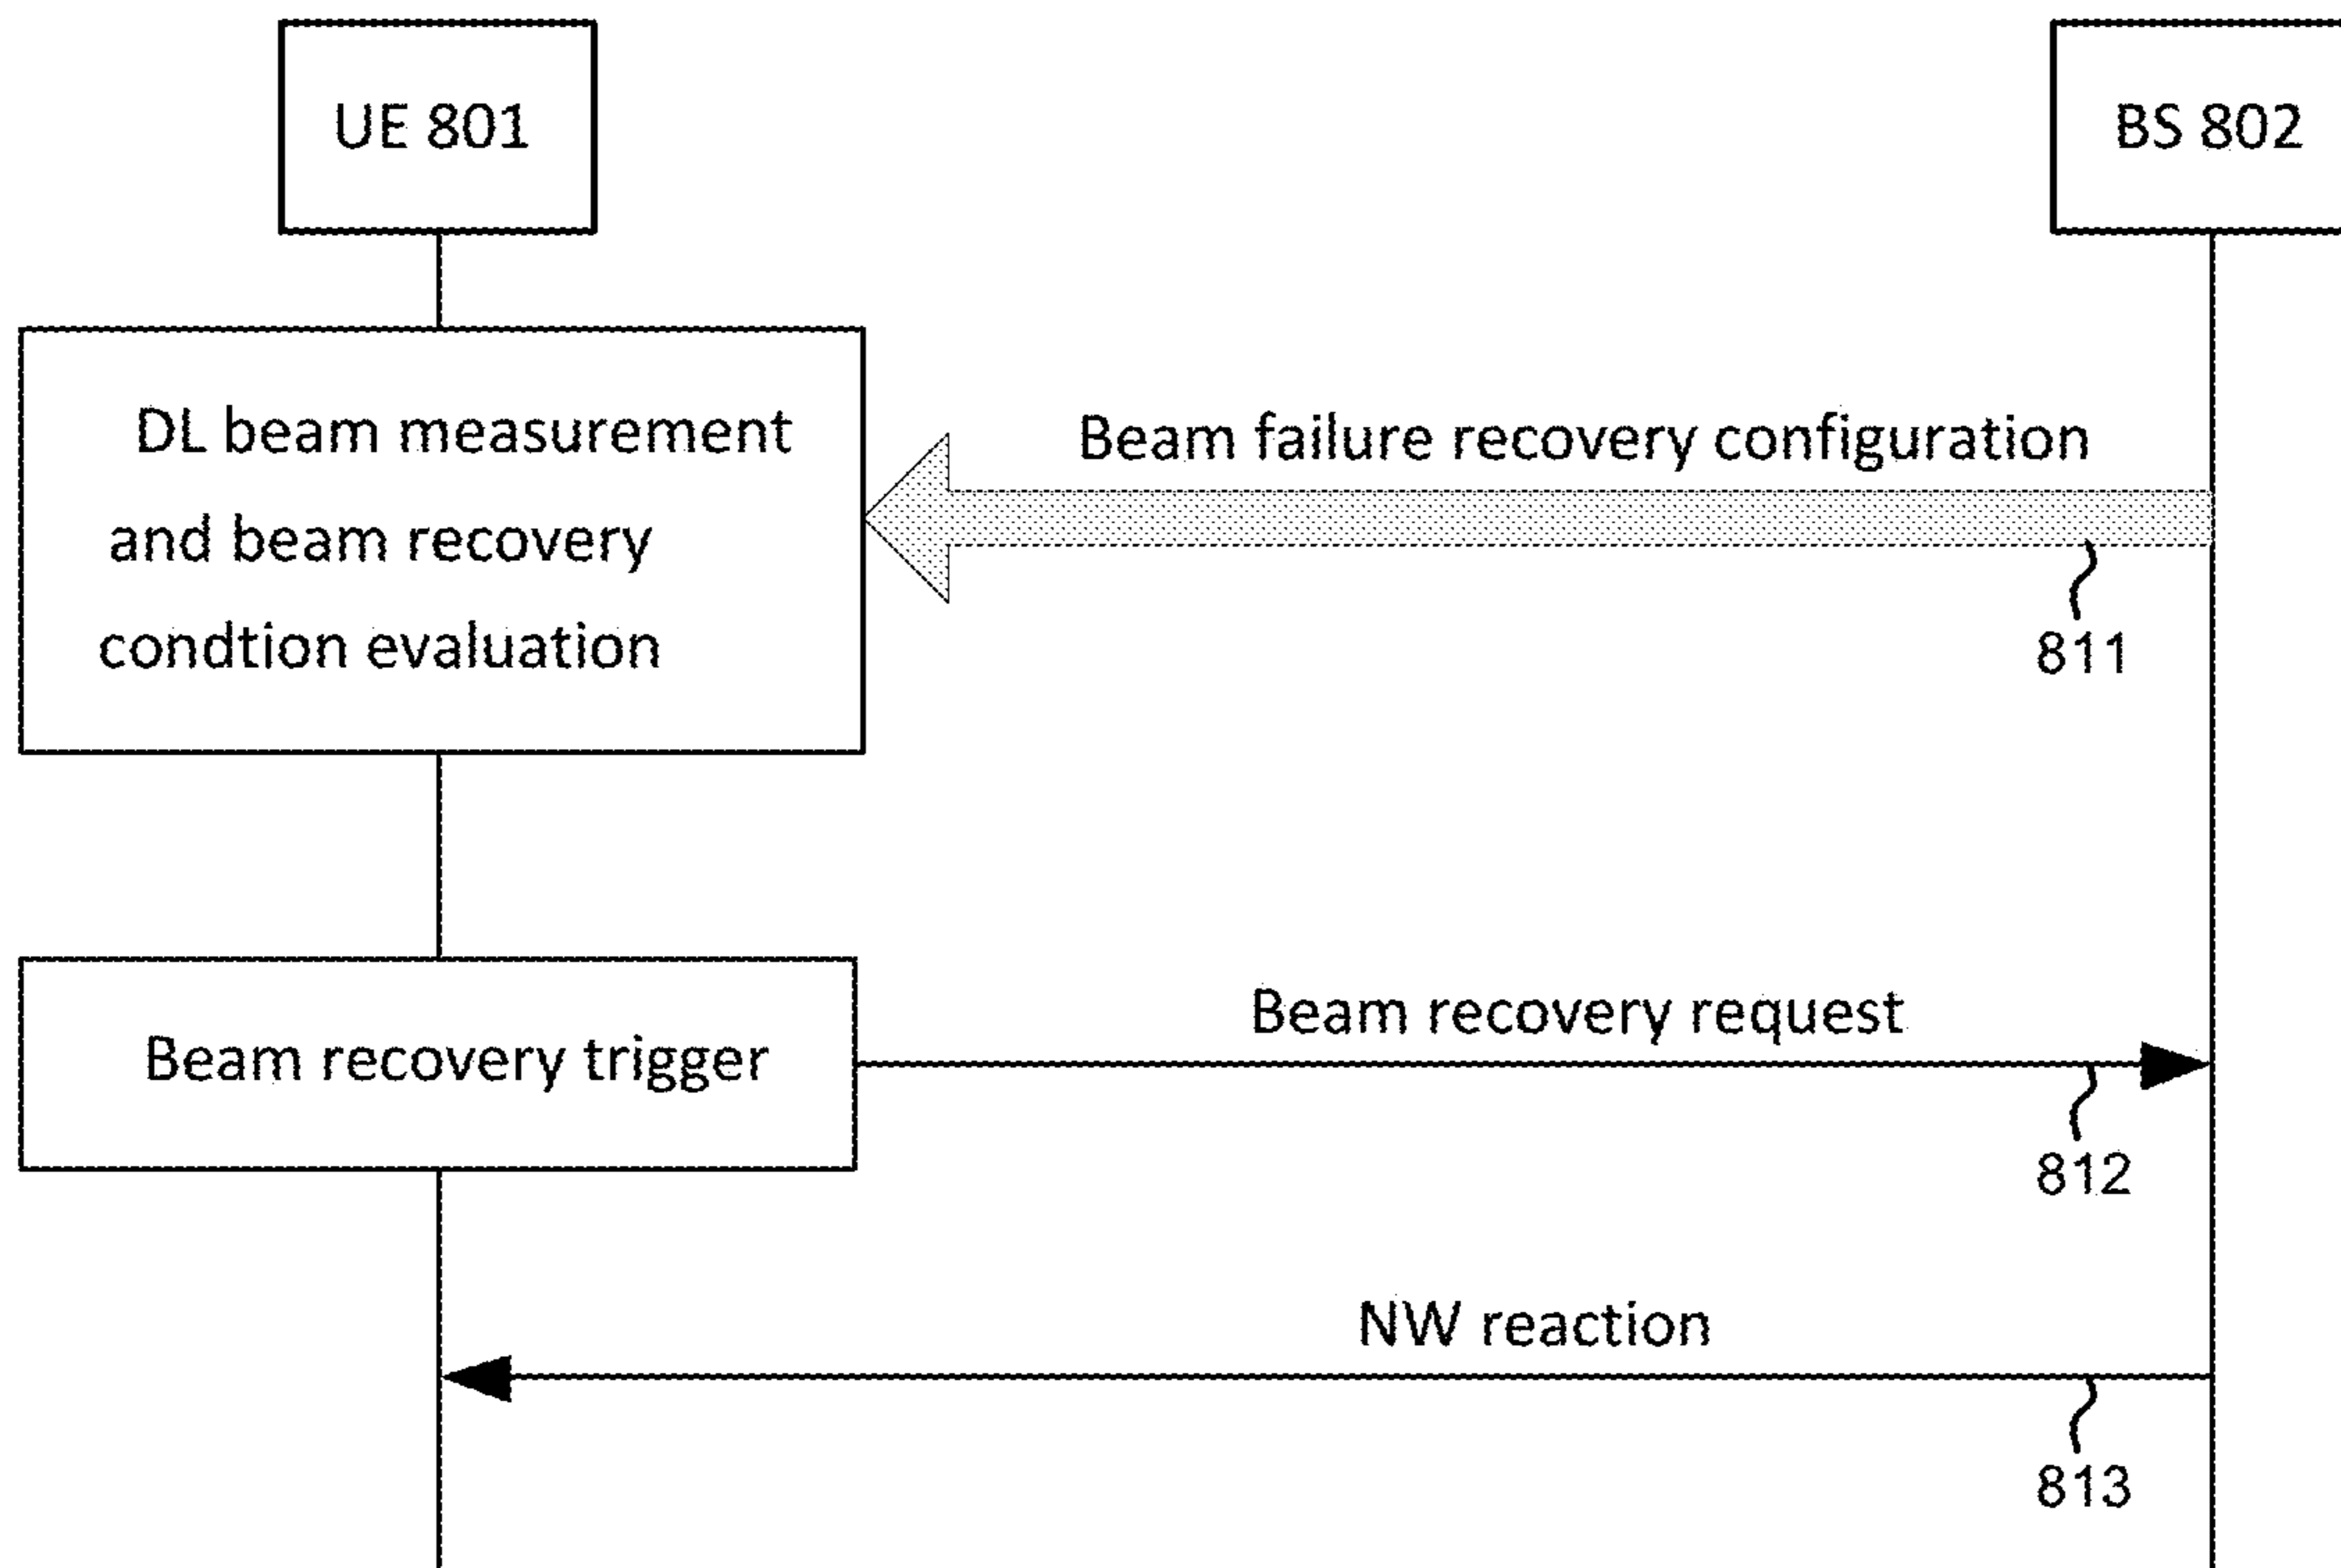 UE 801
BS 802
DL beam measurement
and beam recovery
condtion evaluation
Beam failure recovery configuration
811
Beam recovery trigger
Beam recovery request
812
NW reaction
813